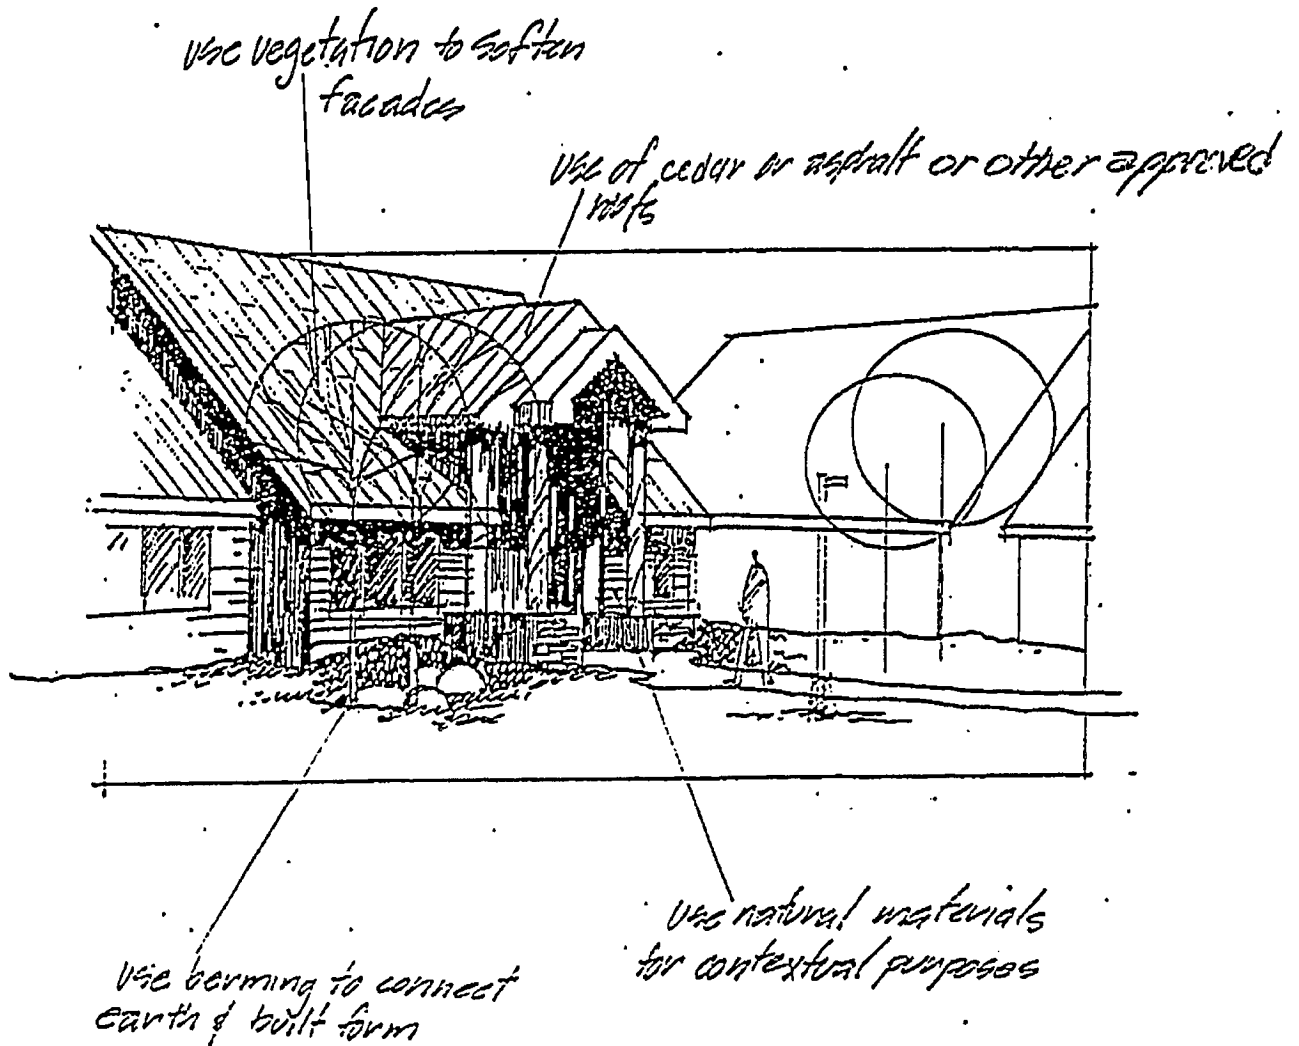 use vegetation to soften
facades
use of cedar or asphalt or other approved
roofs
use natural materials
for contextual purposes
use berming to connect
earth & built form